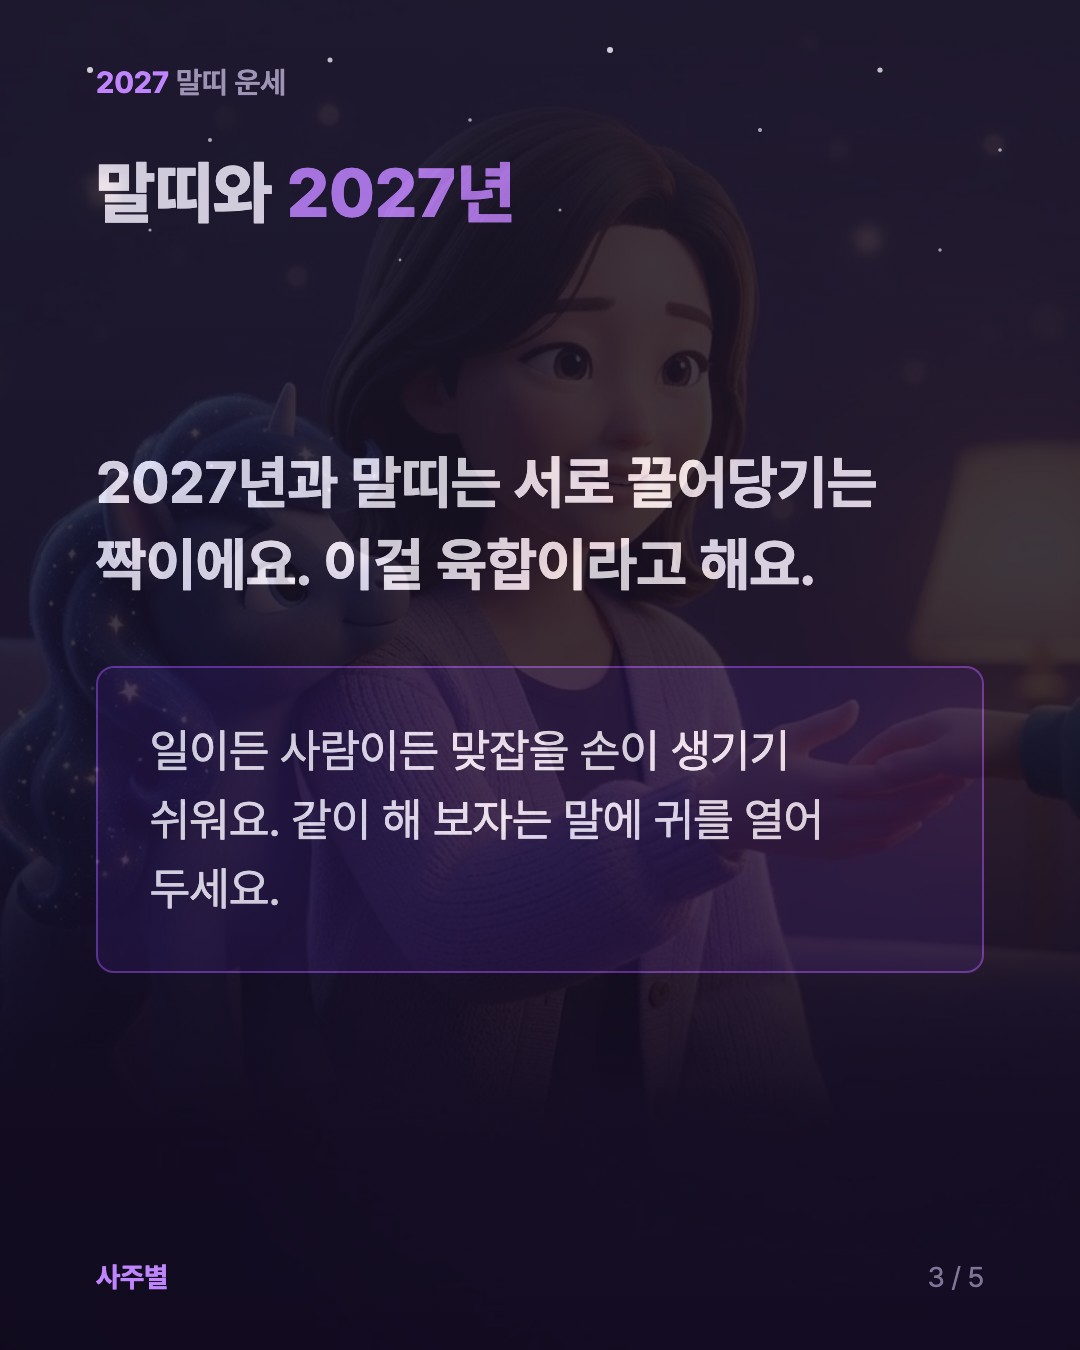 2027 말띠 운세
말띠와 2027년
2027년과 말띠는 서로 끌어당기는
짝이에요. 이걸 육합이라고 해요.
일이든 사람이든 맞잡을 손이 생기기
쉬워요. 같이 해 보자는 말에 귀를 열어
두세요.
사주별
3 / 5